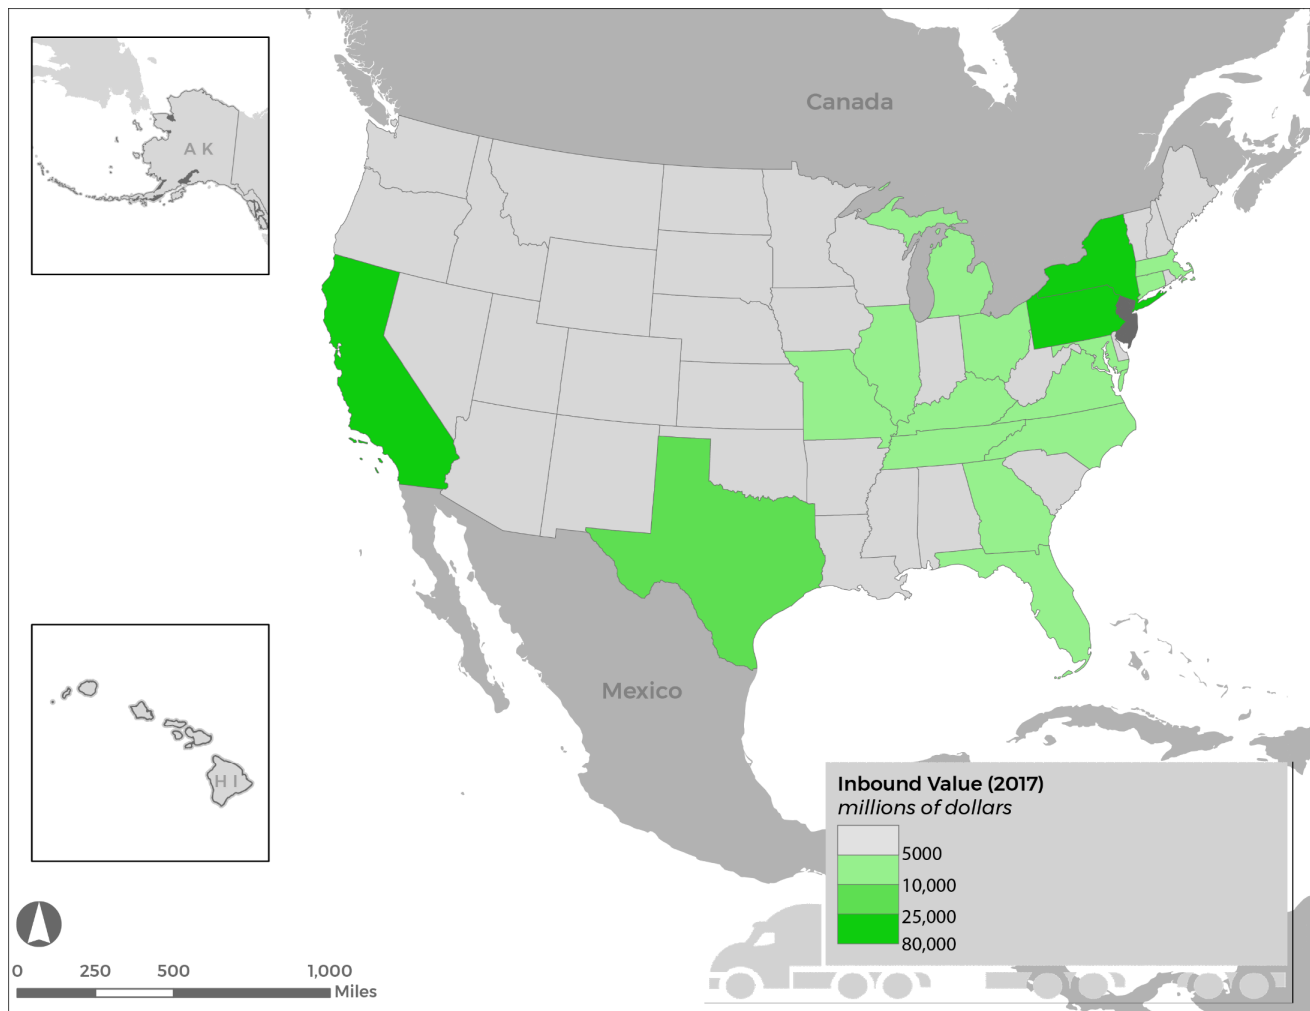 Canada
A K
Mexico
H I
Inbound Value (2017)
millions of dollars
5000
10,000
25,000
80,000
0 250 500 1,000
Miles